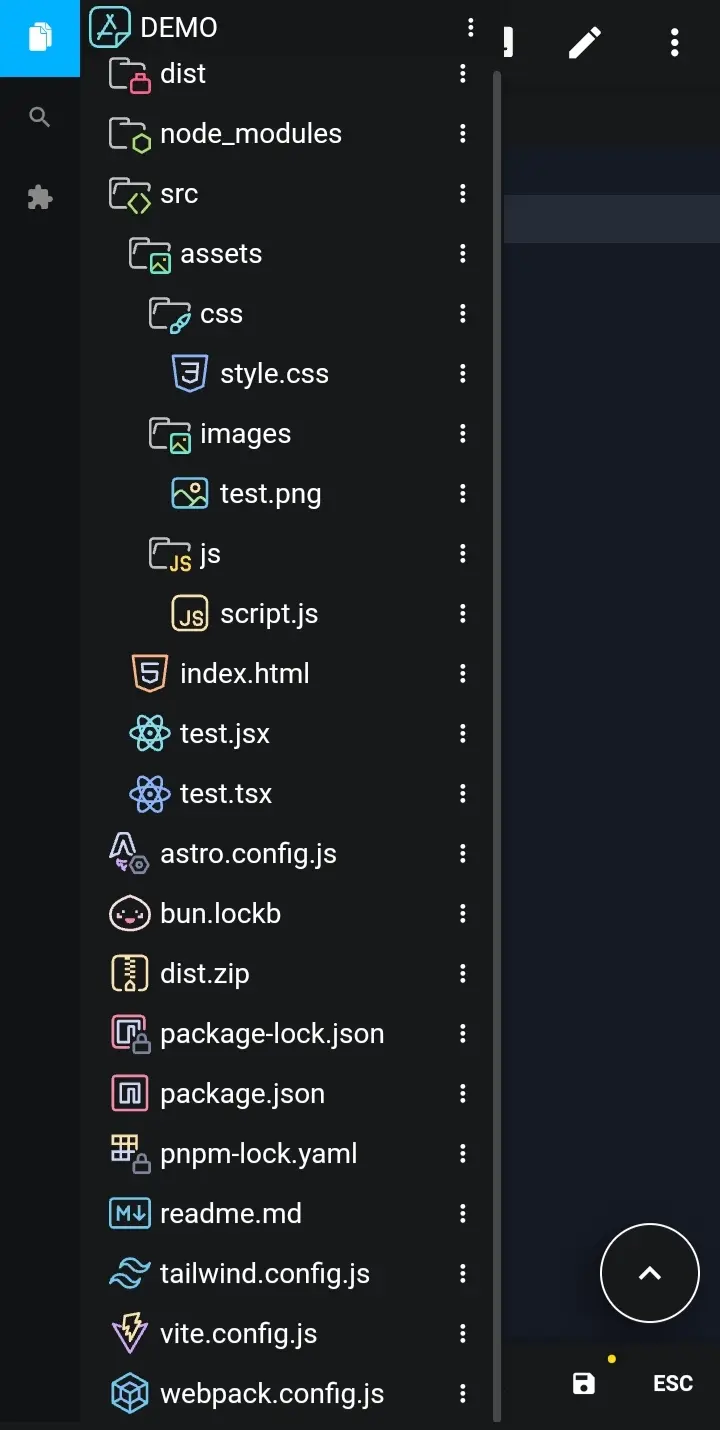 DEMO
dist
node_modules
src
assets
css
style.css
images
test.png
js
script.js
index.html
test.jsx
test.tsx
astro.config.js
bun.lockb
dist.zip
package-lock.json
package.json
pnpm-lock.yaml
readme.md
tailwind.config.js
vite.config.js
webpack.config.js
ESC